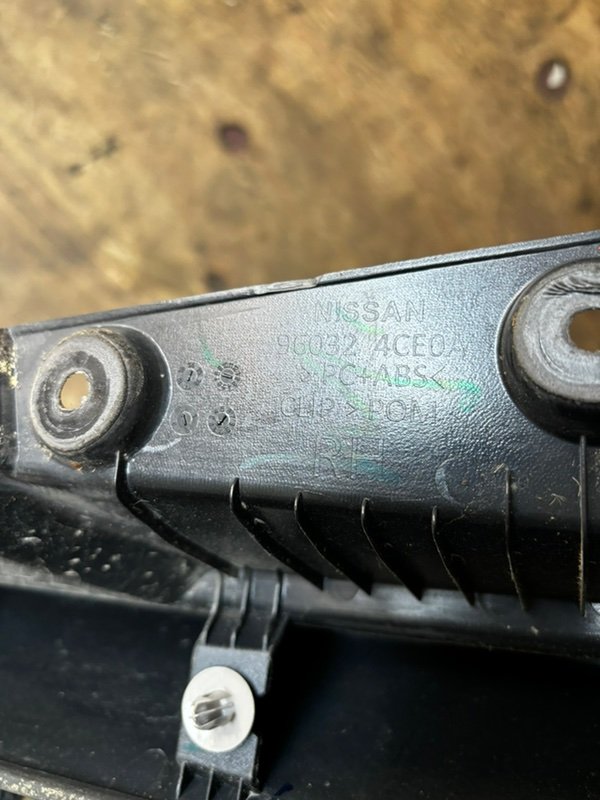 NISSAN
96032 4CE0A
>PC+ABS<
CLIP >POM<
RH